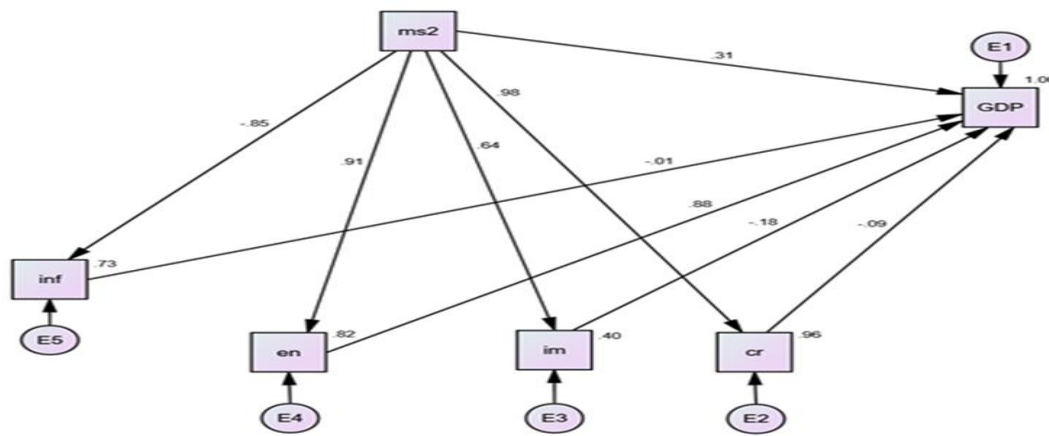 ms2
E1
.31
1.00
GDP
.98
-.85
.64
.91
-.01
.88
-.18
-.09
.73
inf
E5
.82
en
.40
im
.96
cr
E4
E3
E2